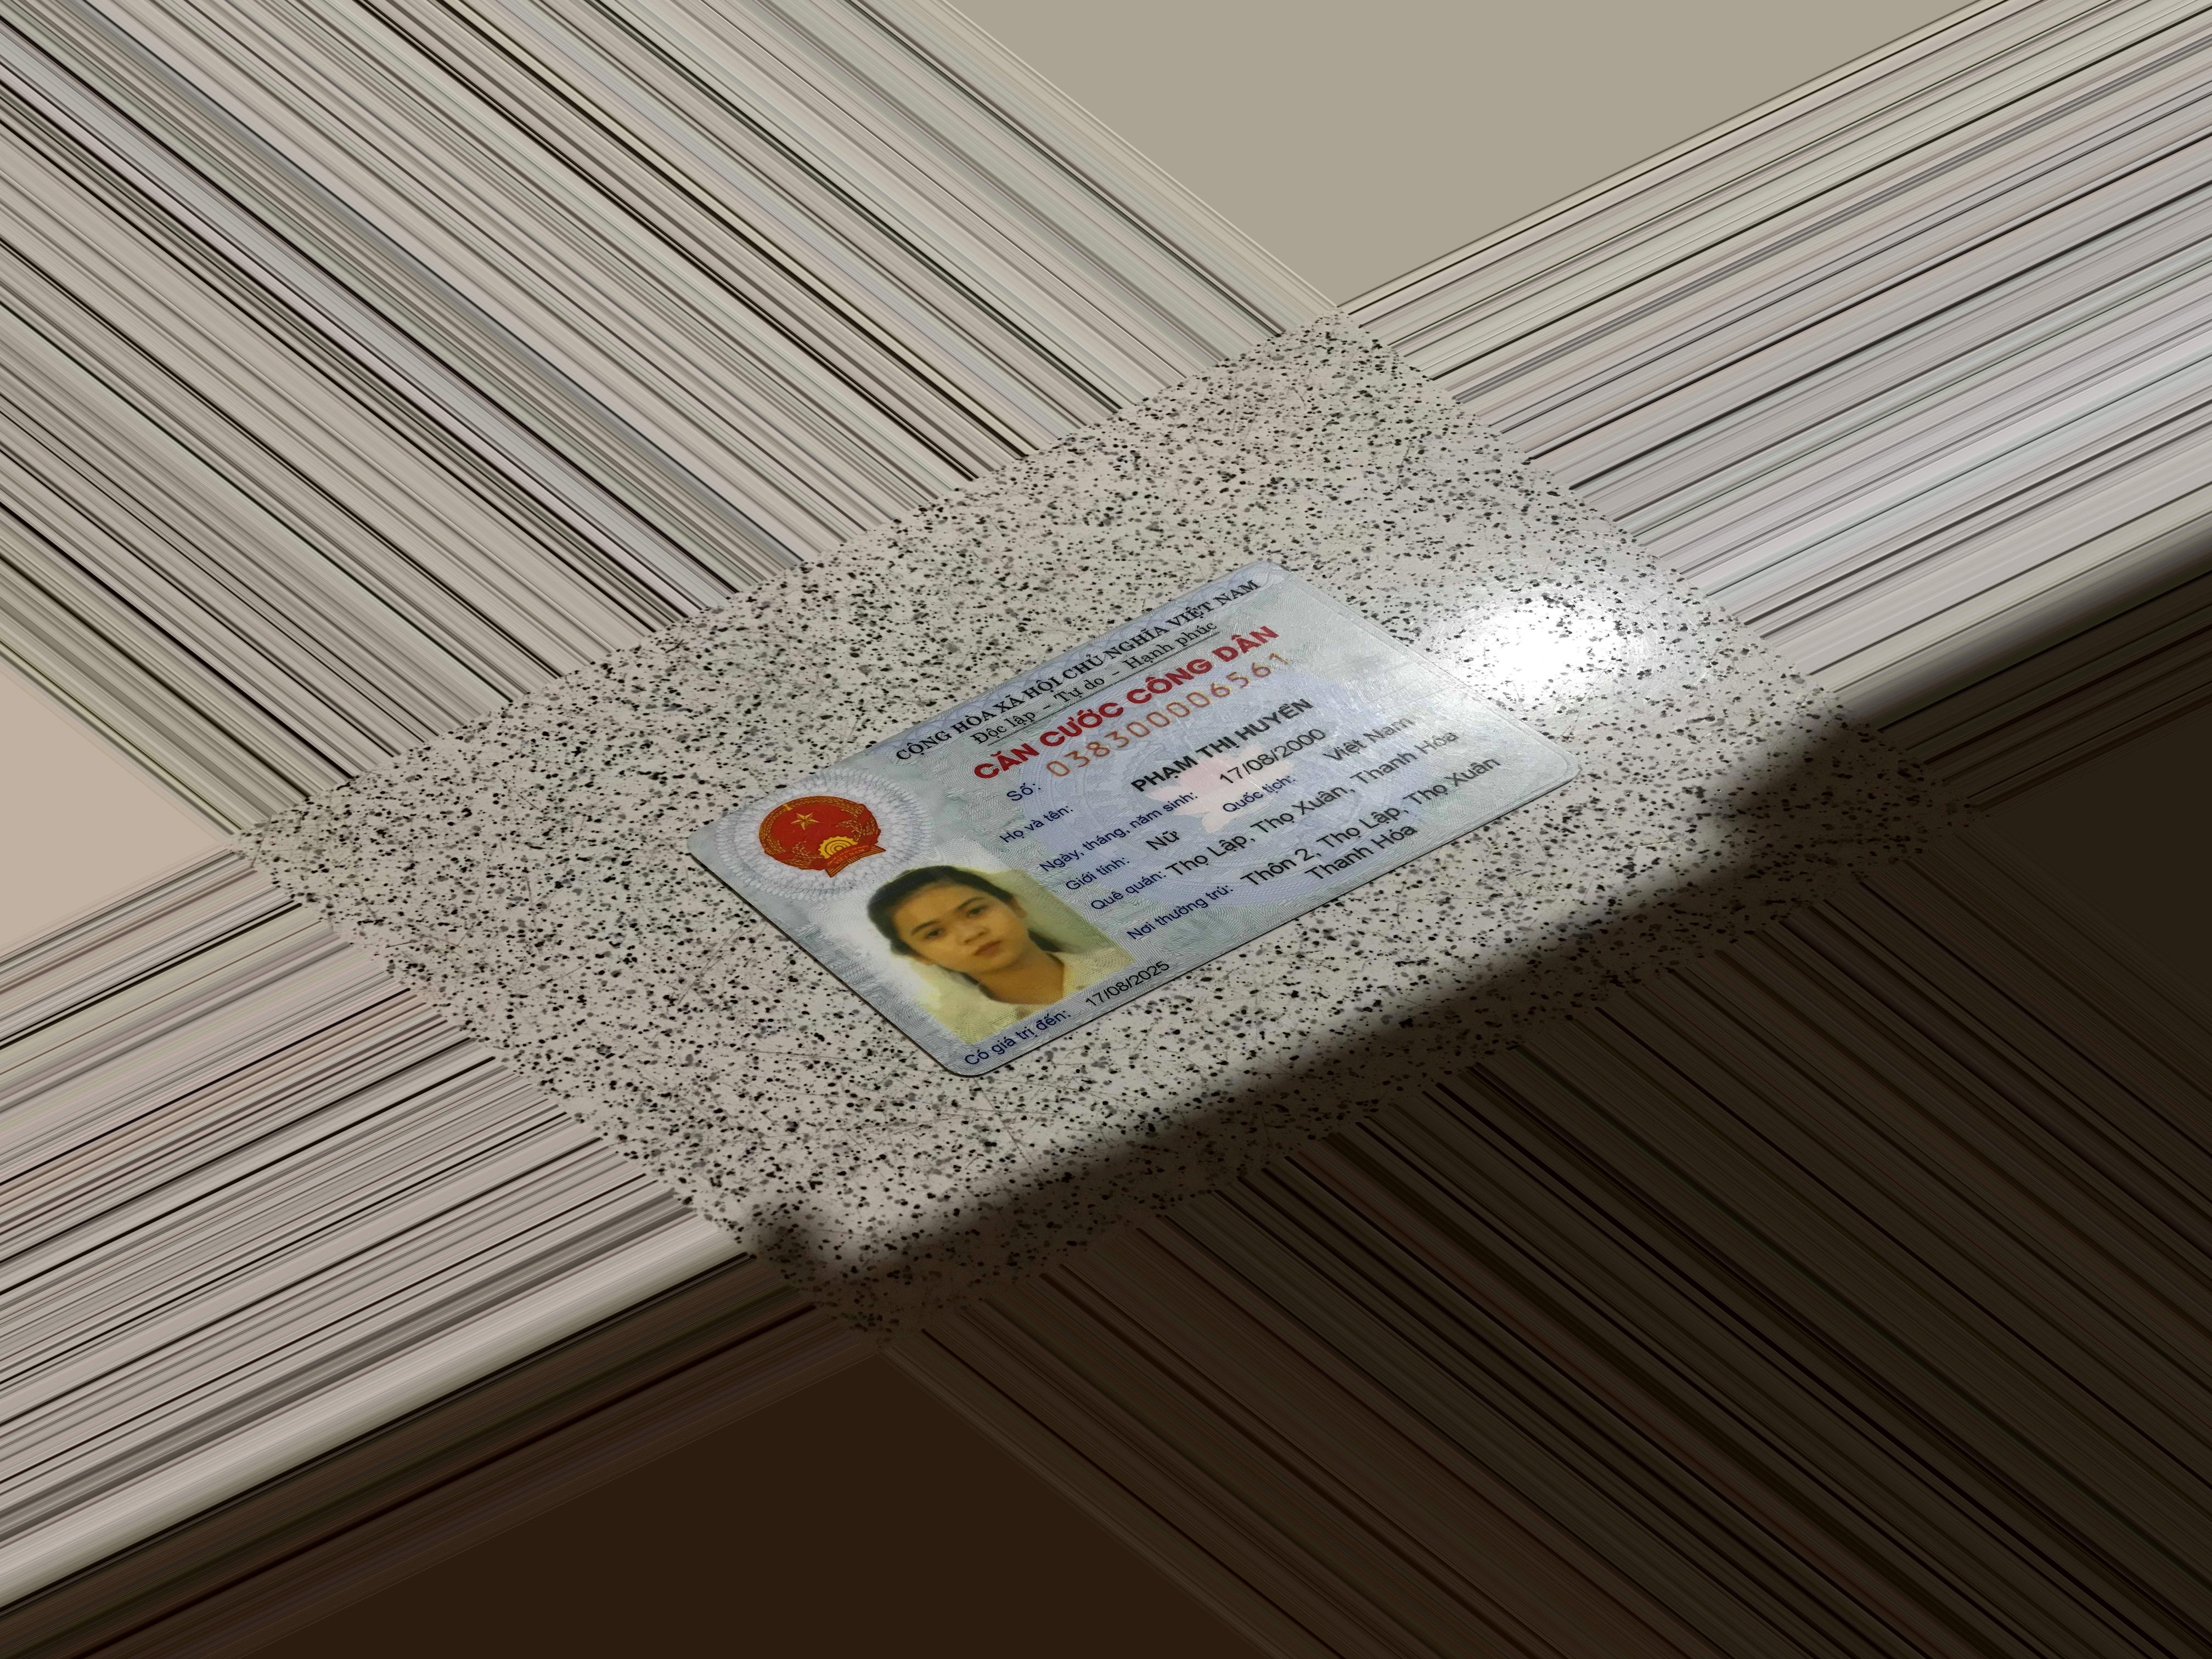 CỘNG HÒA XÃ HỘI CHỦ NGHĨA VIỆT NAM
Độc lập - Tự do - Hạnh phúc
CĂN CƯỚC CÔNG DÂN
Số: 038300006561
Họ và tên:
PHẠM THỊ HUYỀN
Ngày, tháng, năm sinh: 17/08/2000
Giới tính: Nữ Quốc tịch: Việt Nam
Quê quán: Thọ Lập, Thọ Xuân, Thanh Hóa
Nơi thường trú: Thôn 2, Thọ Lập, Thọ Xuân
Thanh Hóa
Có giá trị đến: 17/08/2025